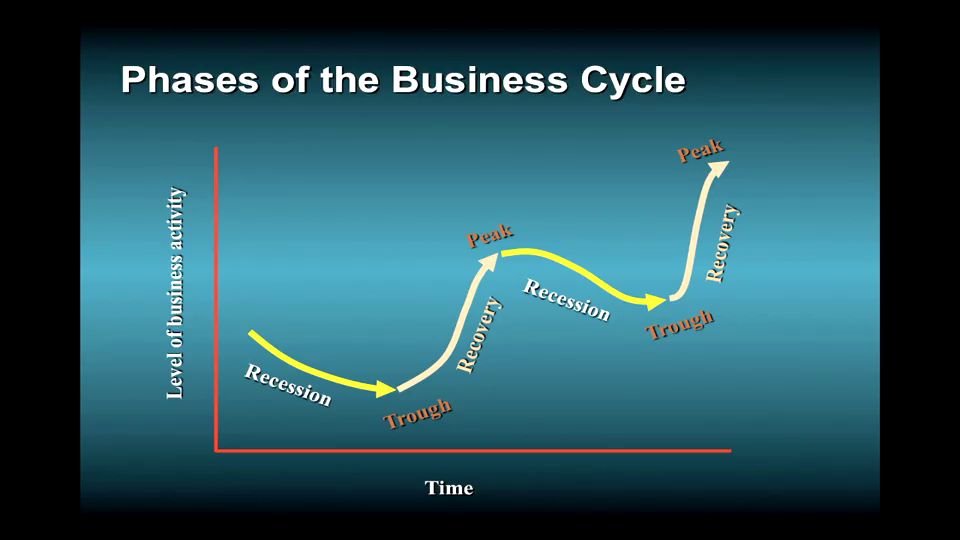 Phases of the Business Cycle
Level of business activity
Recession
Trough
Recovery
Peak
Recession
Trough
Recovery
Peak
Time